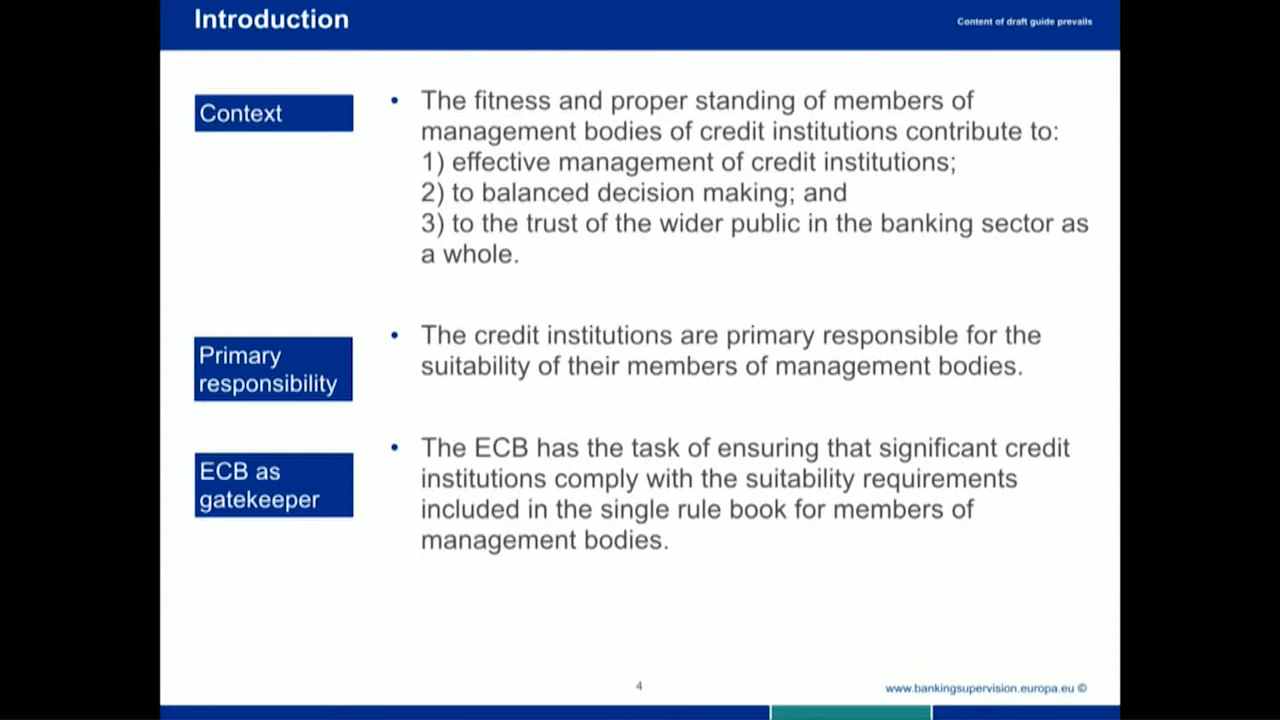 Introduction
Content of draft guide prevails
Context
• The fitness and proper standing of members of
management bodies of credit institutions contribute to:
1) effective management of credit institutions;
2) to balanced decision making; and
3) to the trust of the wider public in the banking sector as
a whole.
Primary
responsibility
• The credit institutions are primary responsible for the
suitability of their members of management bodies.
ECB as
gatekeeper
• The ECB has the task of ensuring that significant credit
institutions comply with the suitability requirements
included in the single rule book for members of
management bodies.
4
www.bankingsupervision.europa.eu ©